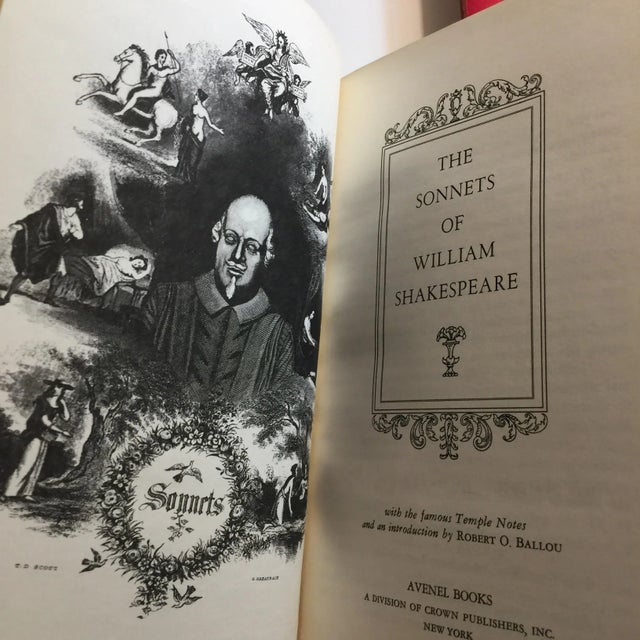 Sonnets
T. D SCOTT
THE
SONNETS
OF
WILLIAM
SHAKESPEARE
with the famous Temple Notes
and an introduction by ROBERT O. BALLOU
AVENEL BOOKS
A DIVISION OF CROWN PUBLISHERS, INC.
NEW YORK